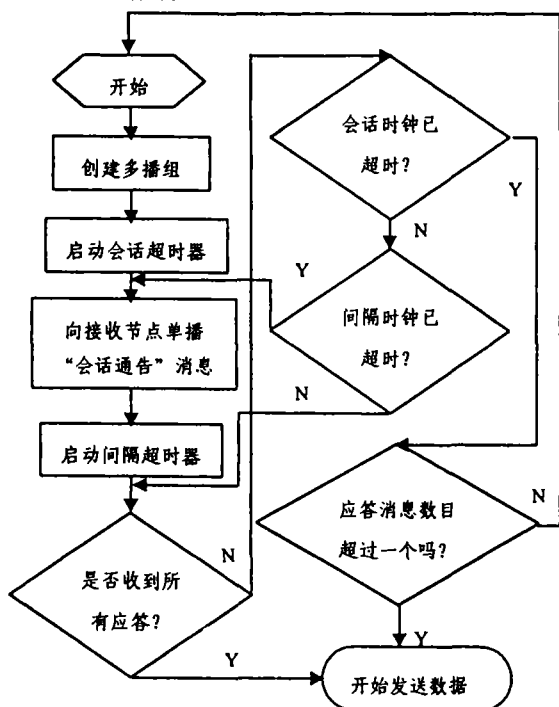 开始
创建多播组
启动会话超时器
向接收节点单播
“会话通告”消息
启动间隔超时器
是否收到所
有应答?
N
Y
会话时钟已
超时?
Y
N
间隔时钟已
超时?
Y
N
应答消息数目
超过一个吗?
N
Y
开始发送数据